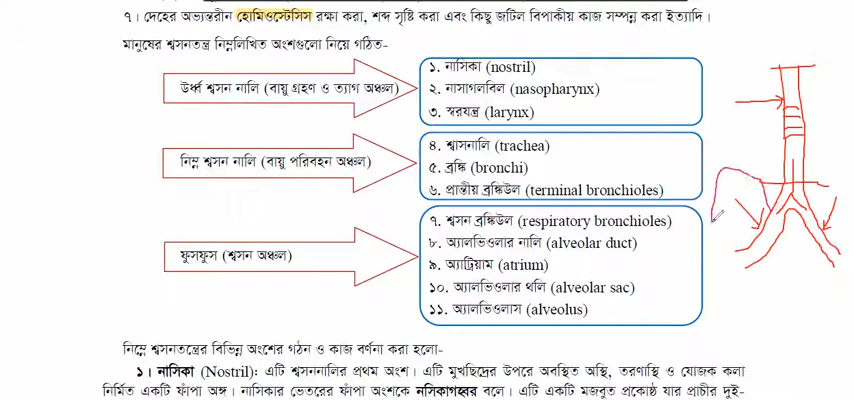 ৭। দেহের অভ্যন্তরীন হোমিওস্টেসিস রক্ষা করা, শব্দ সৃষ্টি করা এবং কিছু জটিল বিপাকীয় কাজ সম্পন্ন করা ইত্যাদি।
মানুষের শ্বসনতন্ত্র নিম্নলিখিত অংশগুলো নিয়ে গঠিত-
উর্ধ্ব শ্বসন নালি (বায়ু গ্রহণ ও ত্যাগ অঞ্চল)
১. নাসিকা (nostril)
২. নাসাগলবিল (nasopharynx)
৩. স্বরযন্ত্র (larynx)
নিম্ন শ্বসন নালি (বায়ু পরিবহন অঞ্চল)
৪. শ্বাসনালি (trachea)
৫. ব্রঙ্কি (bronchi)
৬. প্রান্তীয় ব্রঙ্কিউল (terminal bronchioles)
ফুসফুস (শ্বসন অঞ্চল)
৭. শ্বসন ব্রঙ্কিউল (respiratory bronchioles)
৮. অ্যালভিওলার নালি (alveolar duct)
৯. অ্যাট্রিয়াম (atrium)
১০. অ্যালভিওলার থলি (alveolar sac)
১১. অ্যালভিওলাস (alveolus)
নিম্নে শ্বসনতন্ত্রের বিভিন্ন অংশের গঠন ও কাজ বর্ণনা করা হলো-
১। নাসিকা (Nostril): এটি শ্বসননালির প্রথম অংশ। এটি মুখছিদ্রের উপরে অবস্থিত অস্থি, তরণাস্থি ও যোজক কলা
নির্মিত একটি ফাঁপা অঙ্গ। নাসিকার ভেতরের ফাঁপা অংশকে নসিকাগহ্বর বলে। এটি একটি মজবুত প্রকোষ্ঠ যার প্রাচীর দুই-